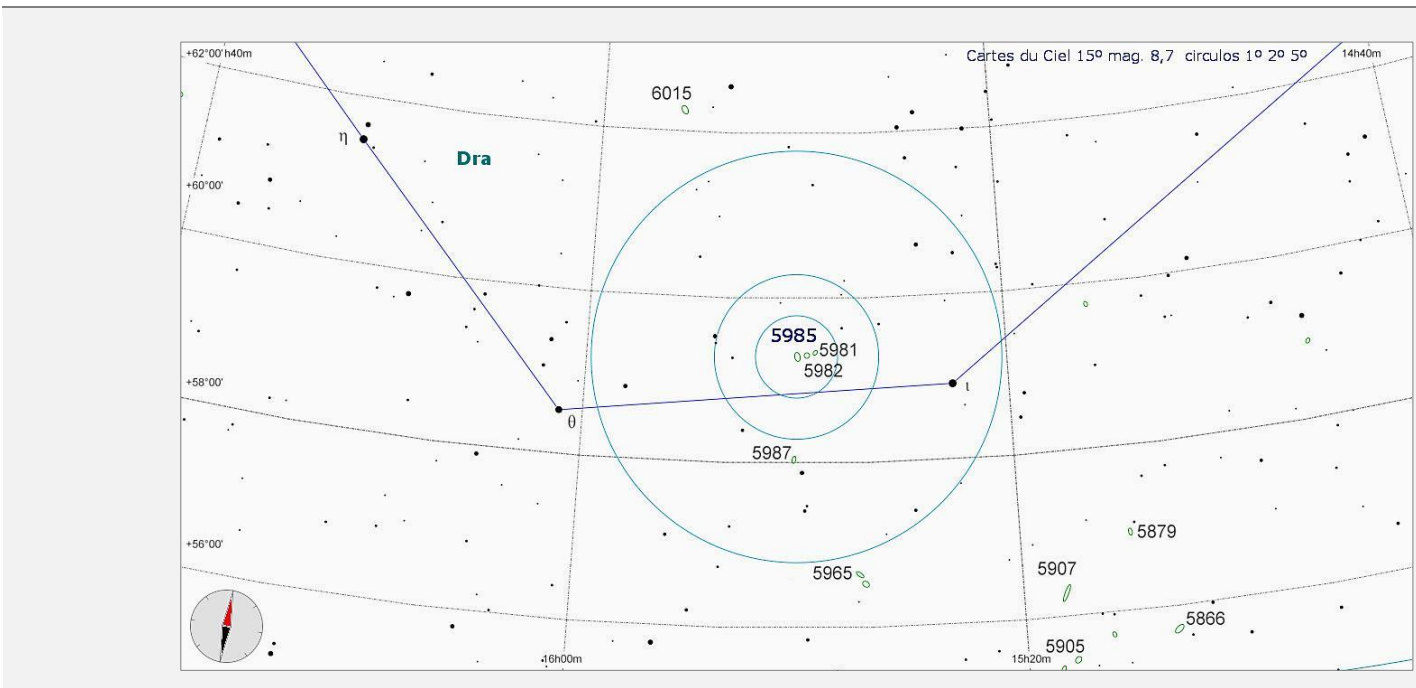 +62°00' h40m
Cartes du Ciel 15º mag. 8,7 circulos 1º 2º 5º
14h40m
6015
η
Dra
+60°00'
5985
5981
5982
+58°00'
ι
θ
5987
5879
+56°00'
5965
5907
5866
5905
16h00m
15h20m